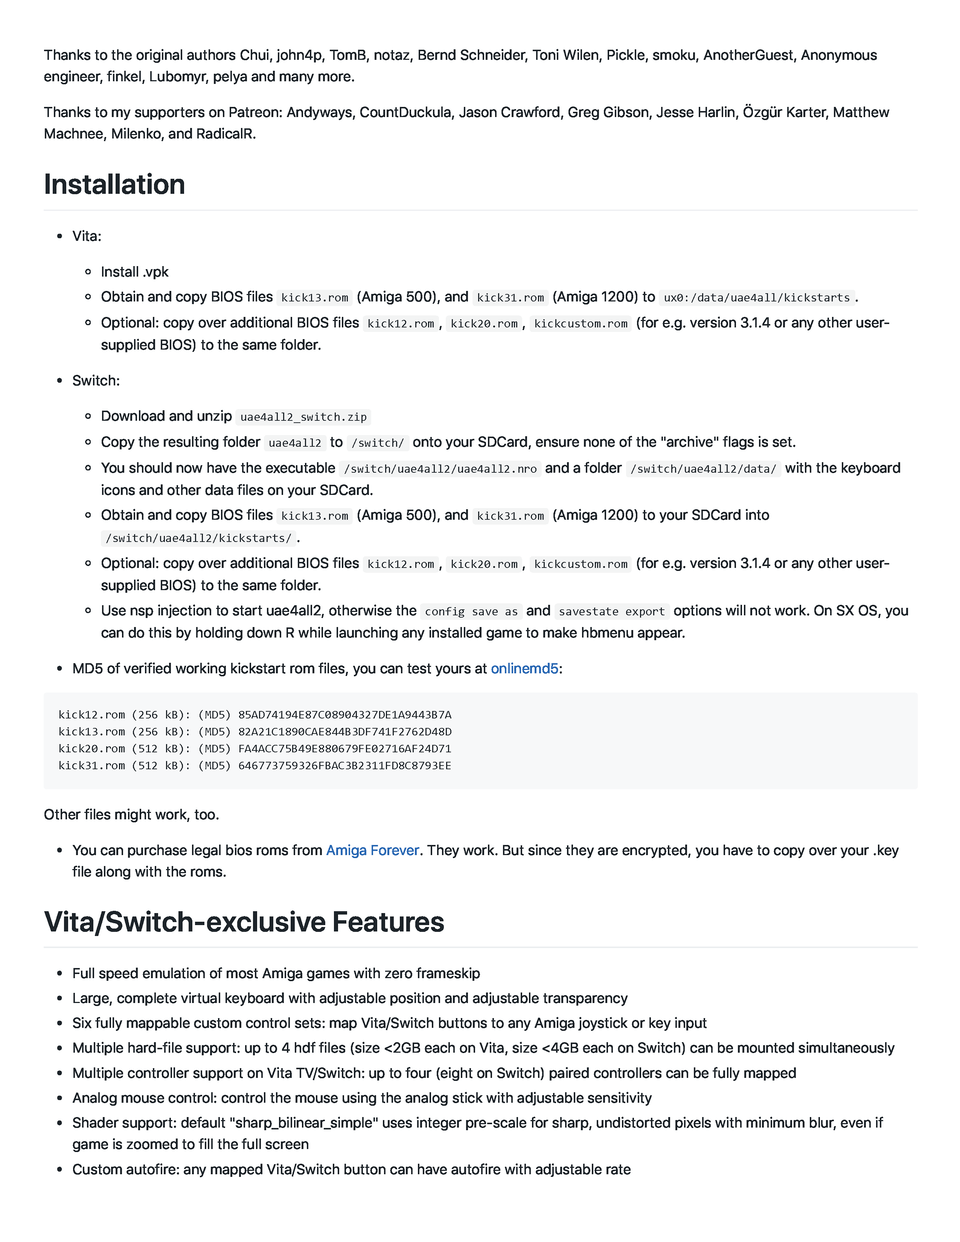 Thanks to the original authors Chui, john4p, TomB, notaz, Bernd Schneider, Toni Wilen, Pickle, smoku, AnotherGuest, Anonymous
engineer, finkel, Lubomyr, pelya and many more.
Thanks to my supporters on Patreon: Andyways, CountDuckula, Jason Crawford, Greg Gibson, Jesse Harlin, Özgür Karter, Matthew
Machnee, Milenko, and RadicalR.
Installation
• Vita:
◦ Install .vpk
◦ Obtain and copy BIOS files kick13.rom (Amiga 500), and kick31.rom (Amiga 1200) to ux0:/data/uae4all/kickstarts .
◦ Optional: copy over additional BIOS files kick12.rom , kick20.rom , kickcustom.rom (for e.g. version 3.1.4 or any other user-
supplied BIOS) to the same folder.
• Switch:
◦ Download and unzip uae4all2_switch.zip
◦ Copy the resulting folder uae4all2 to /switch/ onto your SDCard, ensure none of the "archive" flags is set.
◦ You should now have the executable /switch/uae4all2/uae4all2.nro and a folder /switch/uae4all2/data/ with the keyboard
icons and other data files on your SDCard.
◦ Obtain and copy BIOS files kick13.rom (Amiga 500), and kick31.rom (Amiga 1200) to your SDCard into
/switch/uae4all2/kickstarts/ .
◦ Optional: copy over additional BIOS files kick12.rom , kick20.rom , kickcustom.rom (for e.g. version 3.1.4 or any other user-
supplied BIOS) to the same folder.
◦ Use nsp injection to start uae4all2, otherwise the config save as and savestate export options will not work. On SX OS, you
can do this by holding down R while launching any installed game to make hbmenu appear.
• MD5 of verified working kickstart rom files, you can test yours at onlinemd5:
kick12.rom (256 kB): (MD5) 85AD74194E87C08904327DE1A9443B7A
kick13.rom (256 kB): (MD5) 82A21C1890CAE844B3DF741F2762D48D
kick20.rom (512 kB): (MD5) FA4ACC75B49E880679FE02716AF24D71
kick31.rom (512 kB): (MD5) 646773759326FBAC3B2311FD8C8793EE
Other files might work, too.
• You can purchase legal bios roms from Amiga Forever. They work. But since they are encrypted, you have to copy over your .key
file along with the roms.
Vita/Switch-exclusive Features
• Full speed emulation of most Amiga games with zero frameskip
• Large, complete virtual keyboard with adjustable position and adjustable transparency
• Six fully mappable custom control sets: map Vita/Switch buttons to any Amiga joystick or key input
• Multiple hard-file support: up to 4 hdf files (size <2GB each on Vita, size <4GB each on Switch) can be mounted simultaneously
• Multiple controller support on Vita TV/Switch: up to four (eight on Switch) paired controllers can be fully mapped
• Analog mouse control: control the mouse using the analog stick with adjustable sensitivity
• Shader support: default "sharp_bilinear_simple" uses integer pre-scale for sharp, undistorted pixels with minimum blur, even if
game is zoomed to fill the full screen
• Custom autofire: any mapped Vita/Switch button can have autofire with adjustable rate